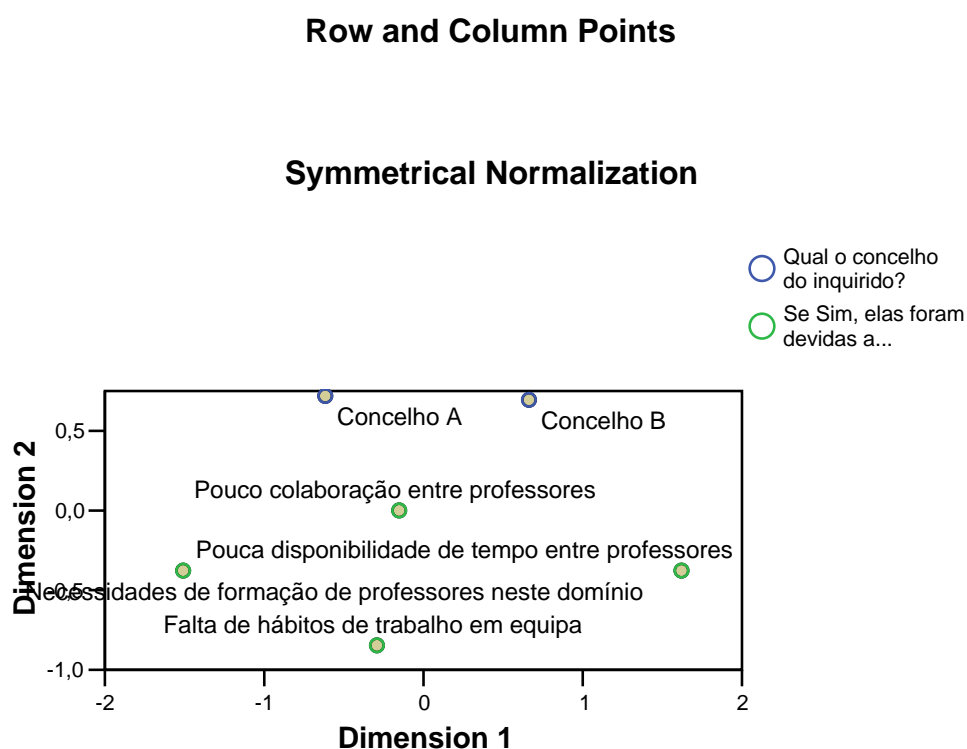 Row and Column Points
Symmetrical Normalization
Qual o concelho
do inquirido?
Se Sim, elas foram
devidas a...
Concelho A
Concelho B
0,5
Pouco colaboração entre professores
0,0
Pouca disponibilidade de tempo entre professores
-0,5
Necessidades de formação de professores neste domínio
Falta de hábitos de trabalho em equipa
-1,0
Dimension 2
-2
-1
0
1
2
Dimension 1